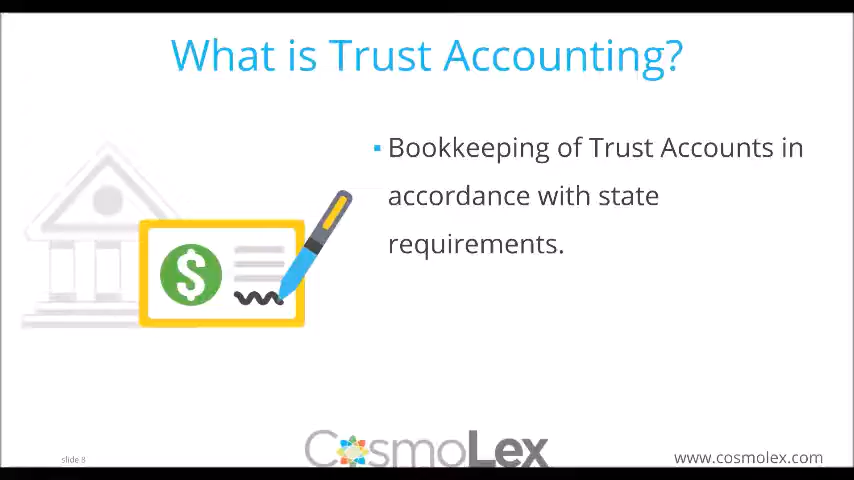 What is Trust Accounting?
▪ Bookkeeping of Trust Accounts in
accordance with state
requirements.
$
slide 8
CosmoLex
www.cosmolex.com